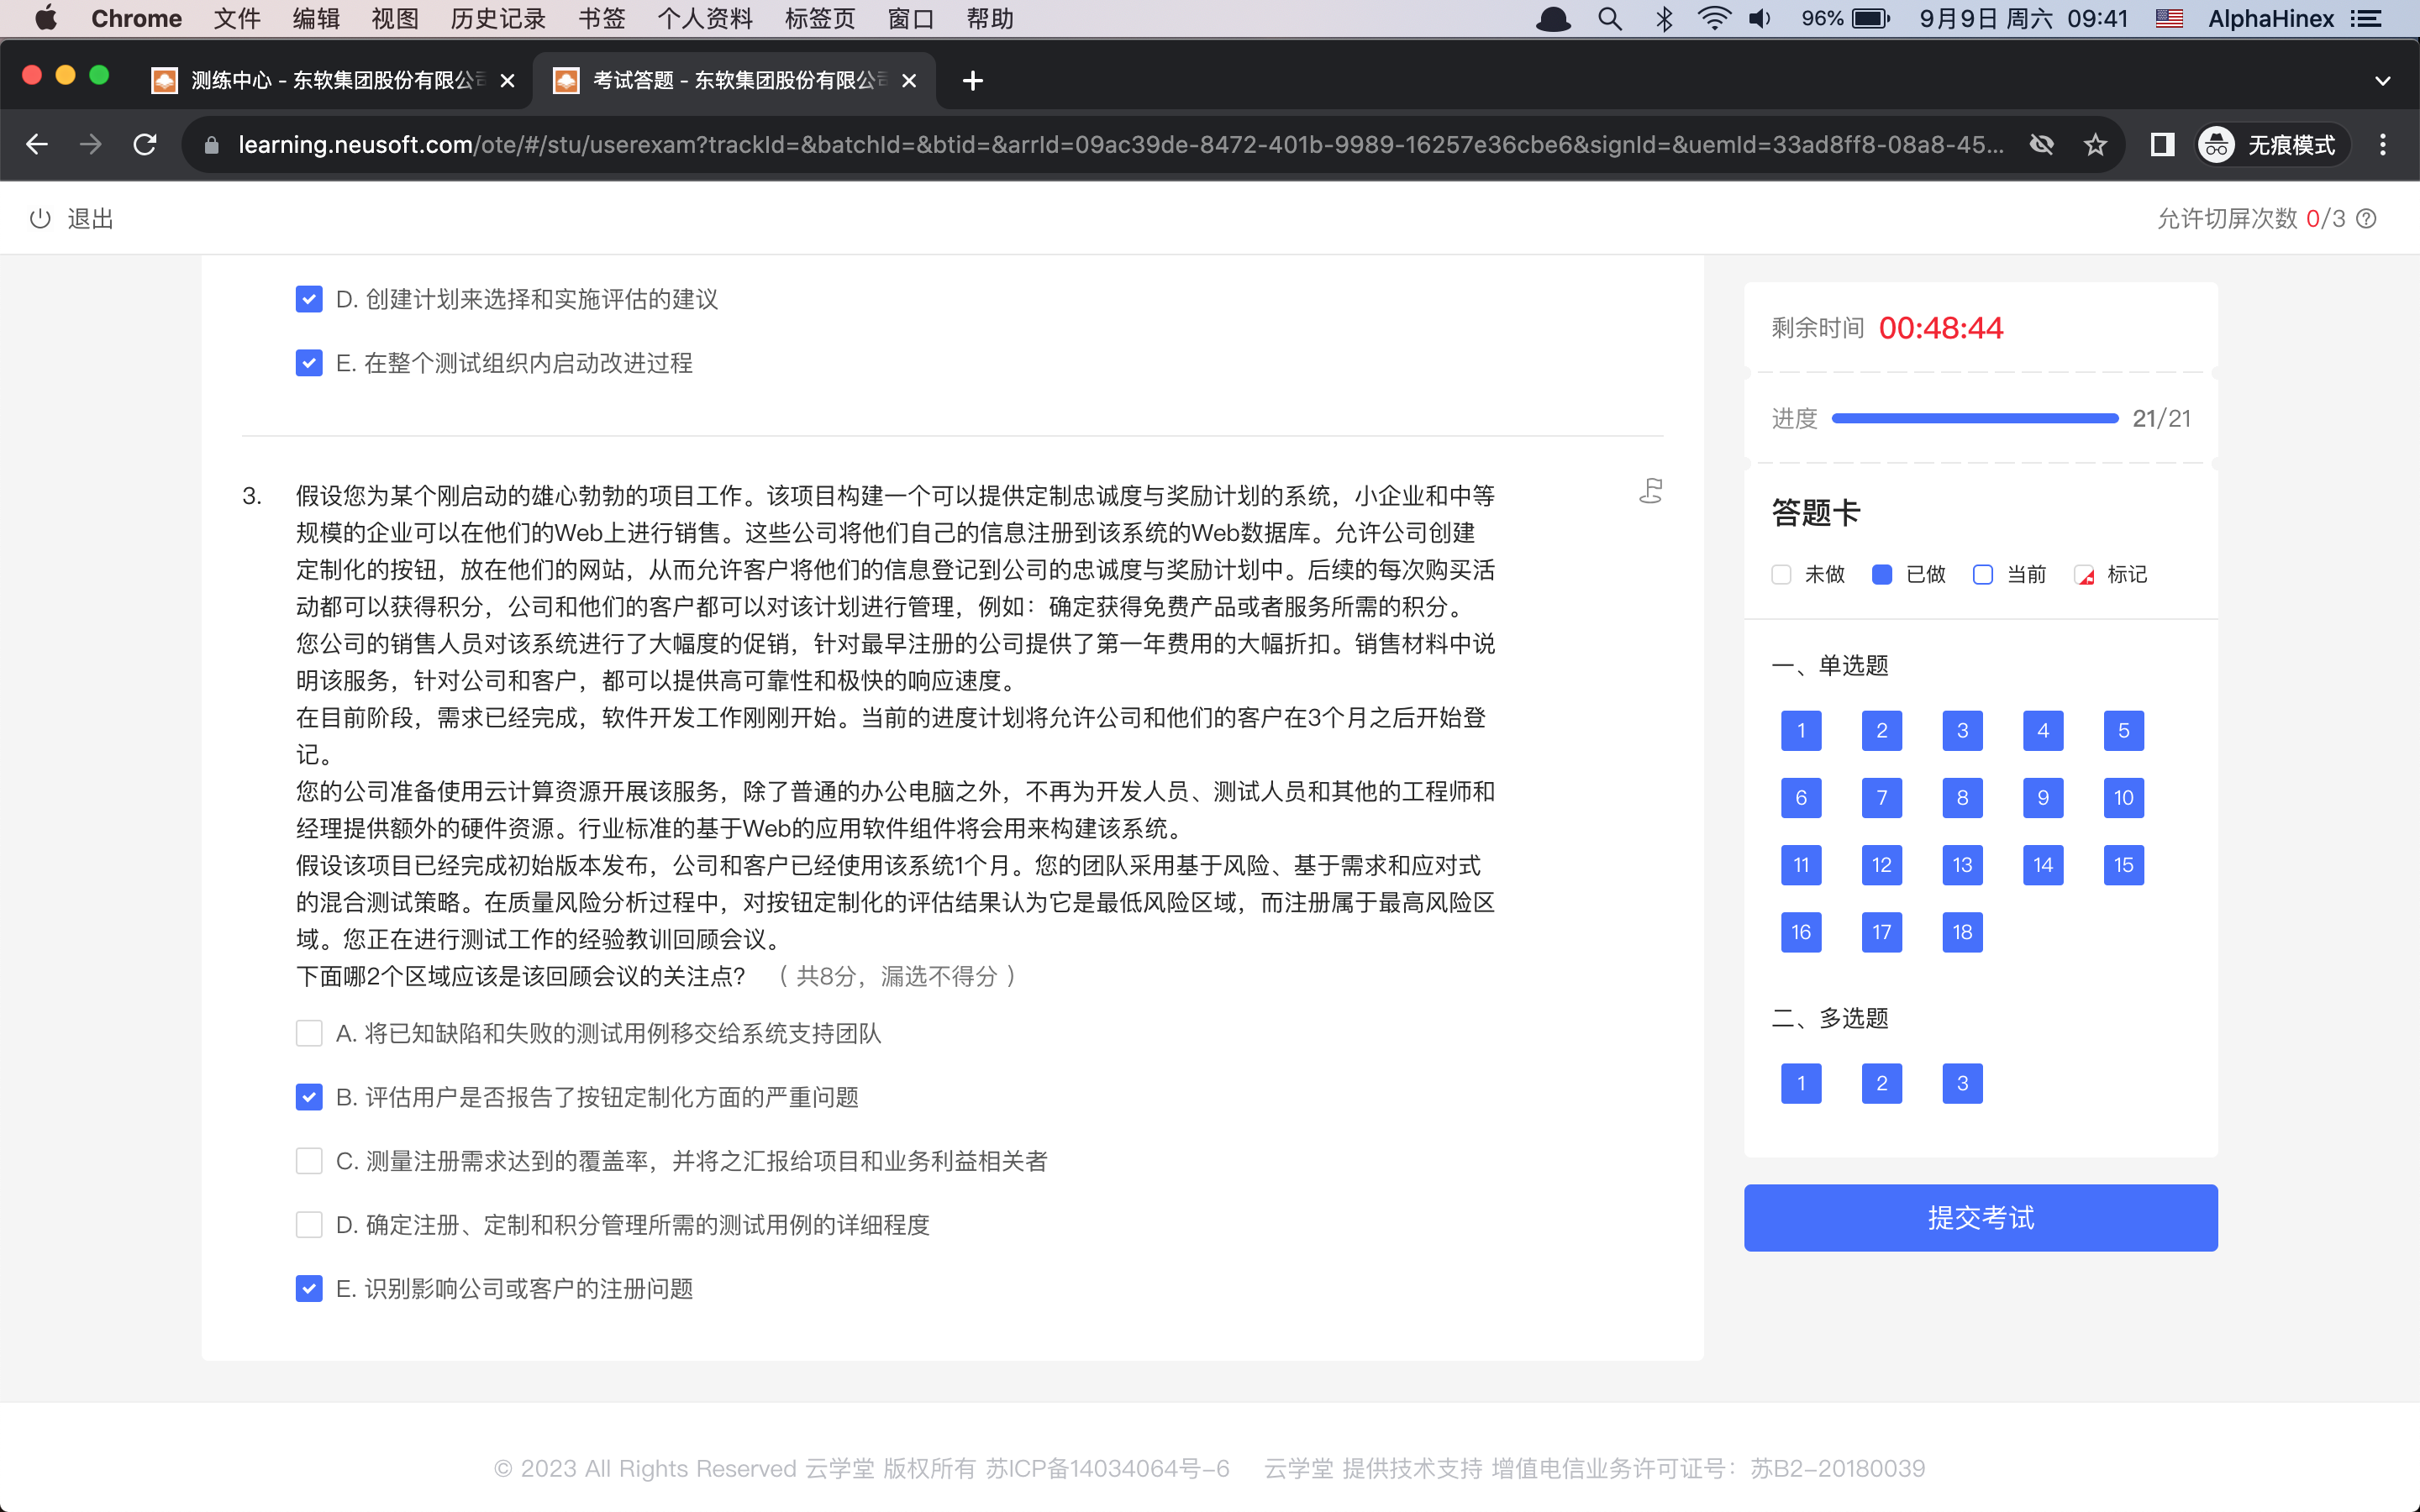 Chrome 文件 编辑 视图 历史记录 书签 个人资料 标签页 窗口 帮助 96% 9月9日 周六 09:41 AlphaHinex
测练中心 - 东软集团股份有限公司 考试答题 - 东软集团股份有限公司
learning.neusoft.com/ote/#/stu/userexam?trackId=&batchId=&btid=&arrId=09ac39de-8472-401b-9989-16257e36cbe6&signId=&uemId=33ad8ff8-08a8-45... 无痕模式
退出 允许切屏次数 0/3
D. 创建计划来选择和实施评估的建议
E. 在整个测试组织内启动改进过程
3. 假设您为某个刚启动的雄心勃勃的项目工作。该项目构建一个可以提供定制忠诚度与奖励计划的系统，小企业和中等
规模的企业可以在他们的Web上进行销售。这些公司将他们自己的信息注册到该系统的Web数据库。允许公司创建
定制化的按钮，放在他们的网站，从而允许客户将他们的信息登记到公司的忠诚度与奖励计划中。后续的每次购买活
动都可以获得积分，公司和他们的客户都可以对该计划进行管理，例如：确定获得免费产品或者服务所需的积分。
您公司的销售人员对该系统进行了大幅度的促销，针对最早注册的公司提供了第一年费用的大幅折扣。销售材料中说
明该服务，针对公司和客户，都可以提供高可靠性和极快的响应速度。
在目前阶段，需求已经完成，软件开发工作刚刚开始。当前的进度计划将允许公司和他们的客户在3个月之后开始登
记。
您的公司准备使用云计算资源开展该服务，除了普通的办公电脑之外，不再为开发人员、测试人员和其他的工程师和
经理提供额外的硬件资源。行业标准的基于Web的应用软件组件将会用来构建该系统。
假设该项目已经完成初始版本发布，公司和客户已经使用该系统1个月。您的团队采用基于风险、基于需求和应对式
的混合测试策略。在质量风险分析过程中，对按钮定制化的评估结果认为它是最低风险区域，而注册属于最高风险区
域。您正在进行测试工作的经验教训回顾会议。
下面哪2个区域应该是该回顾会议的关注点？ （ 共8分，漏选不得分 ）
A. 将已知缺陷和失败的测试用例移交给系统支持团队
B. 评估用户是否报告了按钮定制化方面的严重问题
C. 测量注册需求达到的覆盖率，并将之汇报给项目和业务利益相关者
D. 确定注册、定制和积分管理所需的测试用例的详细程度
E. 识别影响公司或客户的注册问题
剩余时间 00:48:44
进度 21/21
答题卡
未做 已做 当前 标记
一、单选题
1 2 3 4 5
6 7 8 9 10
11 12 13 14 15
16 17 18
二、多选题
1 2 3
提交考试
© 2023 All Rights Reserved 云学堂 版权所有 苏ICP备14034064号-6 云学堂 提供技术支持 增值电信业务许可证号：苏B2-20180039